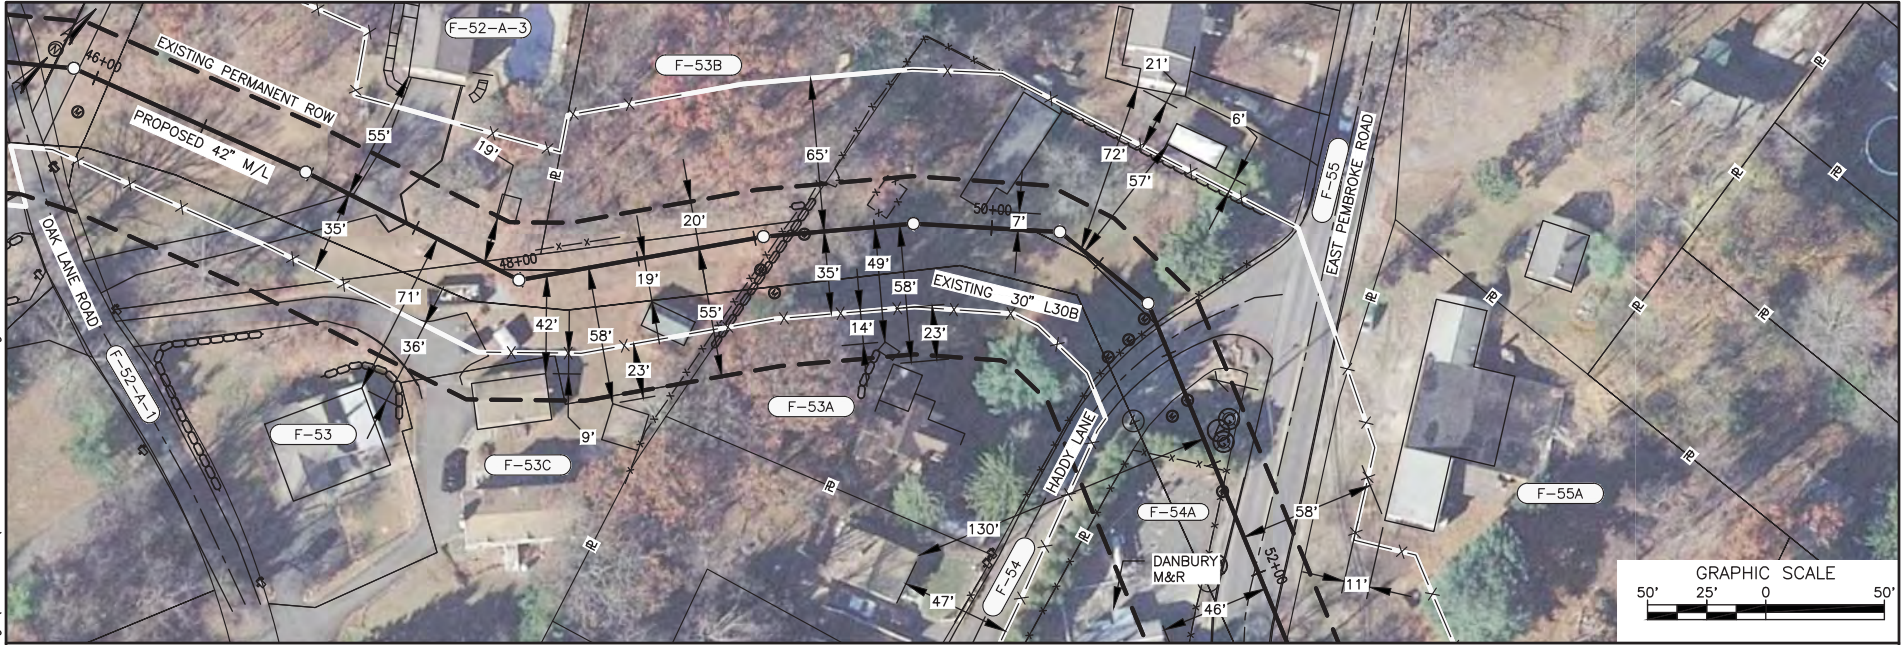 F-52-A-3
46+00
EXISTING PERMANENT ROW
F-53B
PROPOSED 42" M/L
55'
19'
65'
21'
6'
72'
57'
F-55
EAST PEMBROKE ROAD
OAK LANE ROAD
35'
20'
50+00
7'
48+00
19'
35'
49'
58'
EXISTING 30" L30B
71'
42'
58'
55'
14'
23'
36'
23'
F-52-A-1
F-53
F-53A
9'
F-53C
HADDY LANE
F-55A
F-54A
58'
130'
F-54
DANBURY
M&R
52+00
11'
47'
46'
GRAPHIC SCALE
50' 25' 0 50'